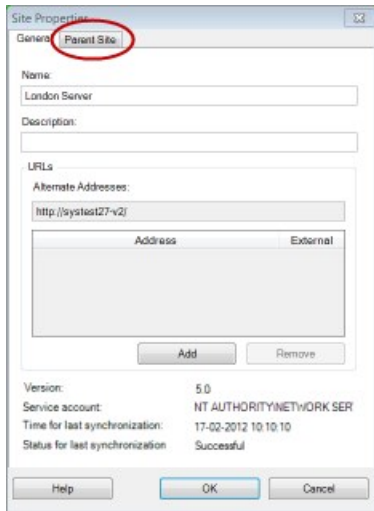 Site Properties
General Parent Site
Name:
London Server
Description:
URLs
Alternate Addresses:
http://systest27-v2/
Address External
Add Remove
Version: 5.0
Service account: NT AUTHORITY\NETWORK SER
Time for last synchronization: 17-02-2012 10:10:10
Status for last synchronization Successful
Help OK Cancel